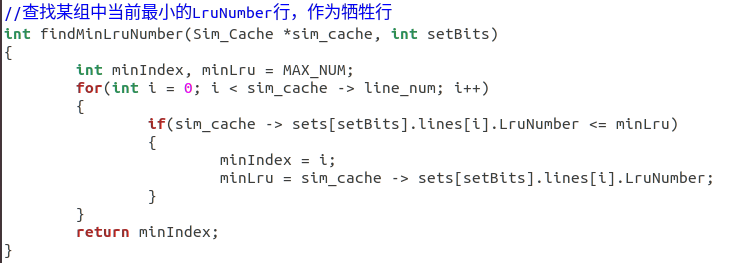 //查找某组中当前最小的LruNumber行，作为牺牲行
int findMinLruNumber(Sim_Cache *sim_cache, int setBits)
{
        int minIndex, minLru = MAX_NUM;
        for(int i = 0; i < sim_cache -> line_num; i++)
        {
                if(sim_cache -> sets[setBits].lines[i].LruNumber <= minLru)
                {
                        minIndex = i;
                        minLru = sim_cache -> sets[setBits].lines[i].LruNumber;
                }
        }
        return minIndex;
}